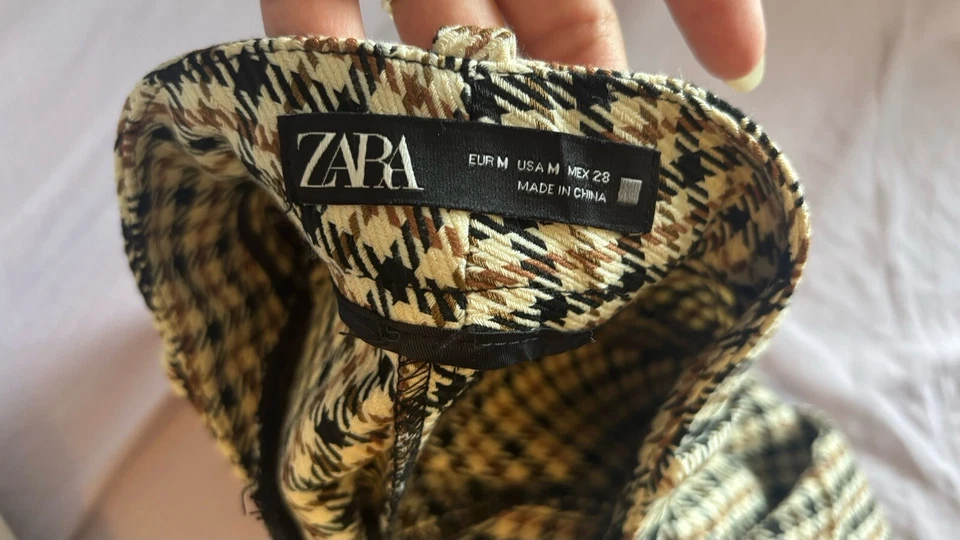 ZARA
EUR M USA M MEX 28
MADE IN CHINA